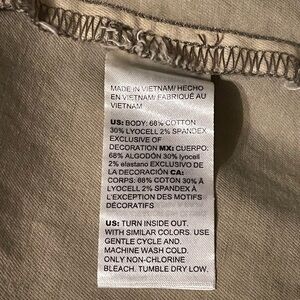 MADE IN VIETNAM/ HECHO
EN VIETNAM/ FABRIQUÉ AU
VIETNAM
US: BODY: 68% COTTON
30% LYOCELL 2% SPANDEX
EXCLUSIVE OF
DECORATION MX: CUERPO:
68% ALGODÓN 30% lyocell
2% elastano EXCLUSIVO DE
LA DECORACIÓN CA:
CORPS: 68% COTON 30% À
LYOCELL 2% SPANDEX À
L'EXCEPTION DES MOTIFS
DÉCORATIFS
US: TURN INSIDE OUT.
WITH SIMILAR COLORS. USE
GENTLE CYCLE AND.
MACHINE WASH COLD.
ONLY NON-CHLORINE
BLEACH. TUMBLE DRY LOW.